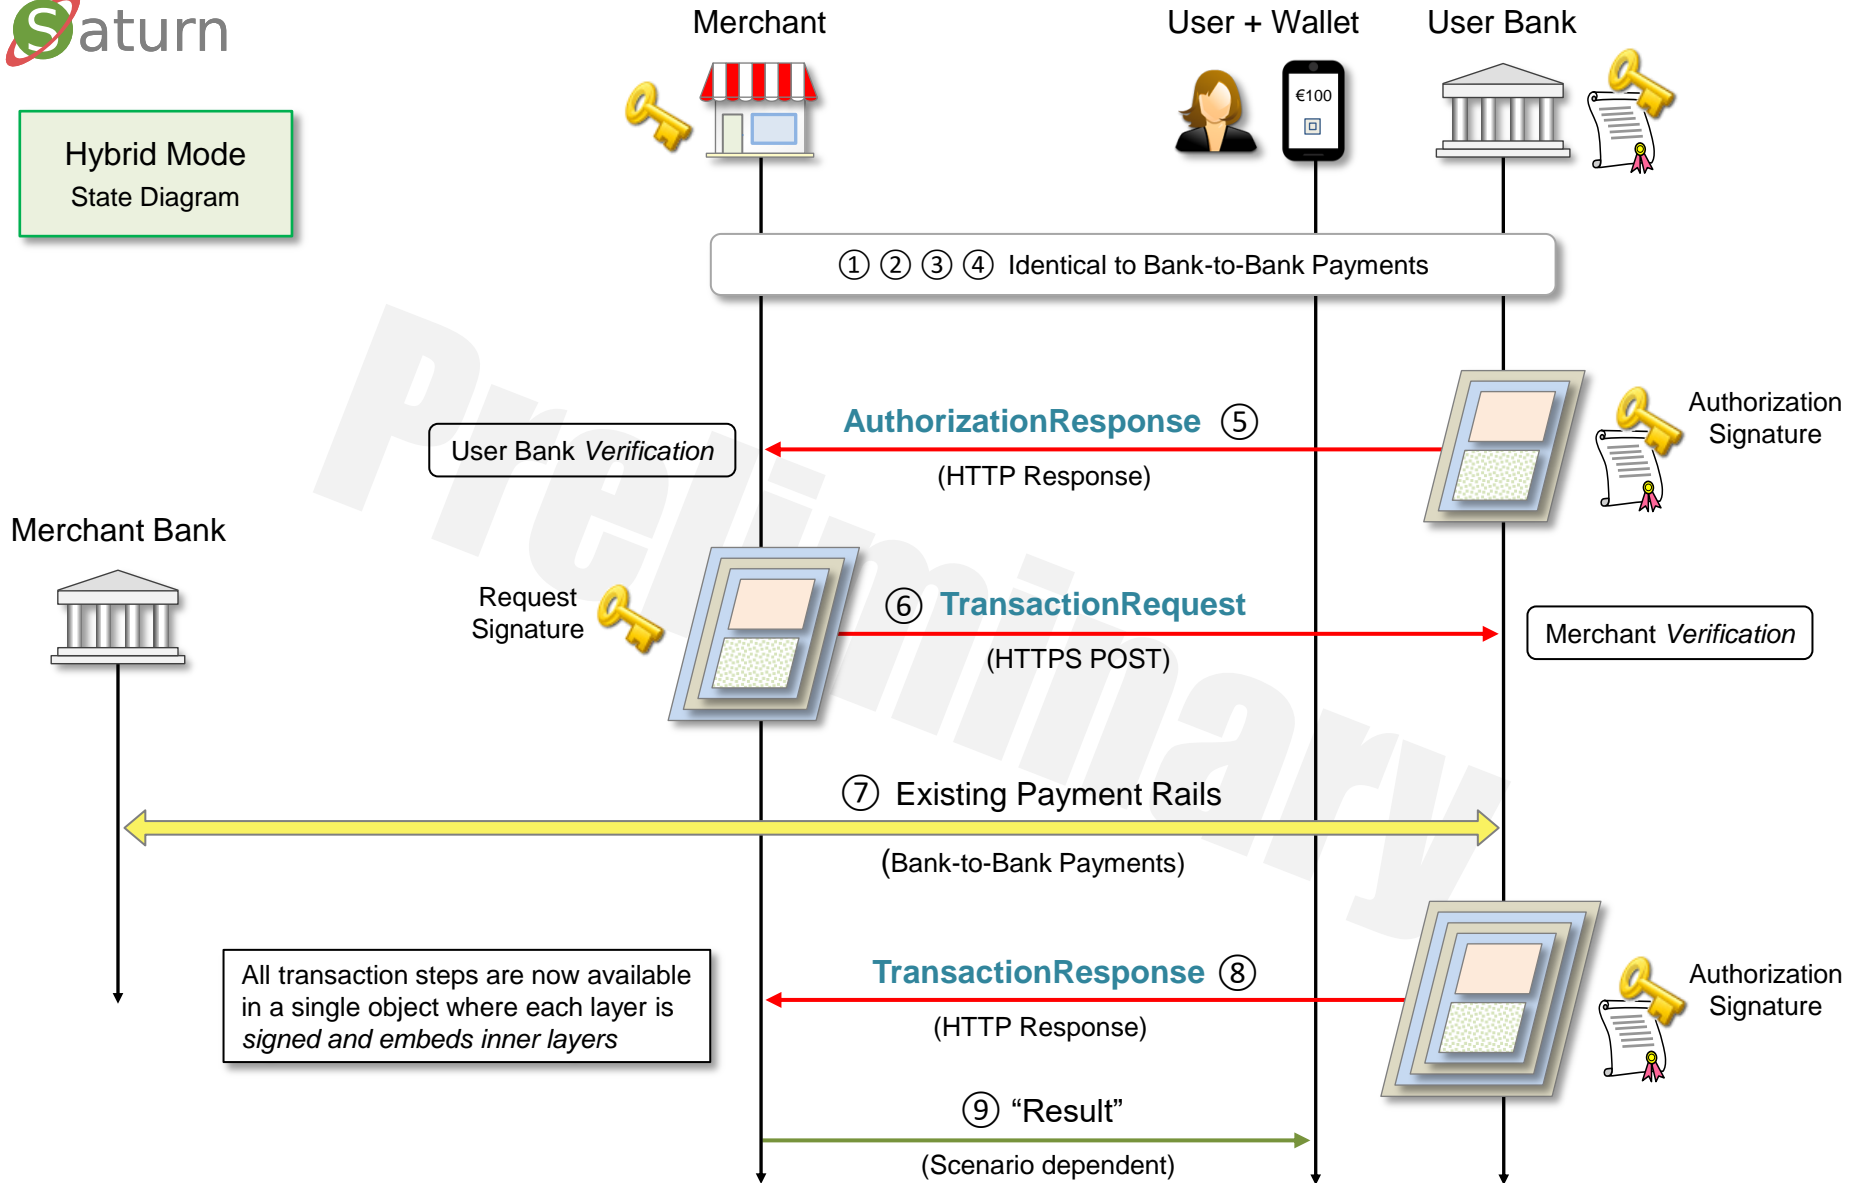 Saturn
Merchant
User + Wallet
User Bank
€100
Hybrid Mode
State Diagram
① ② ③ ④ Identical to Bank-to-Bank Payments
AuthorizationResponse ⑤
(HTTP Response)
User Bank Verification
Authorization
Signature
Merchant Bank
Request
Signature
⑥ TransactionRequest
(HTTPS POST)
Merchant Verification
⑦ Existing Payment Rails
(Bank-to-Bank Payments)
All transaction steps are now available
in a single object where each layer is
signed and embeds inner layers
TransactionResponse ⑧
(HTTP Response)
Authorization
Signature
⑨ “Result”
(Scenario dependent)
Preliminary